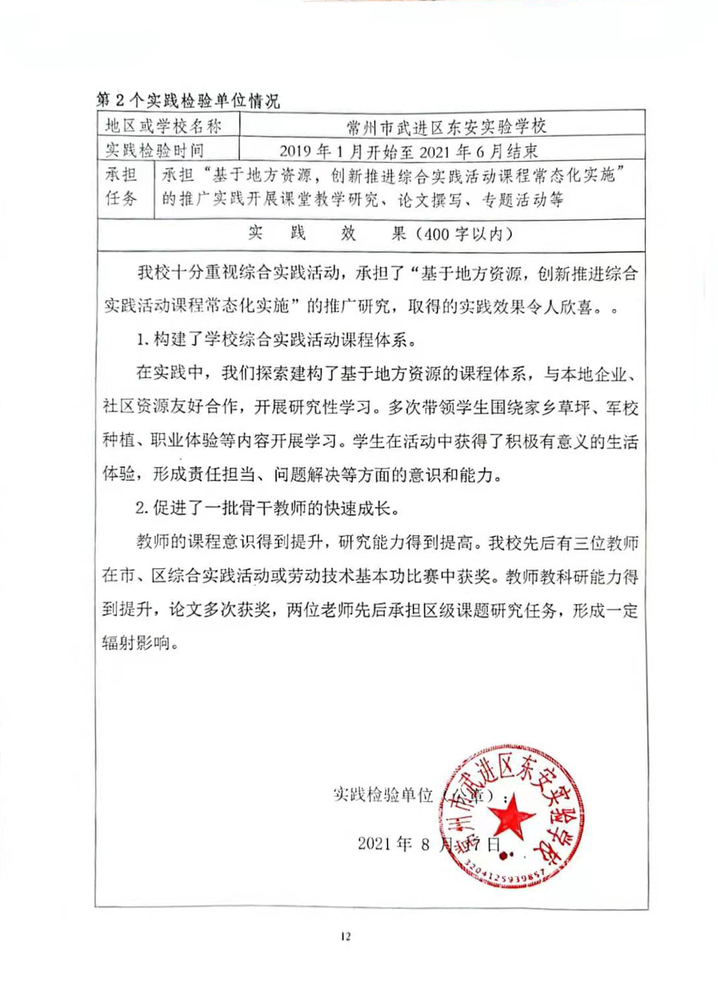 第 2 个实践检验单位情况
地区或学校名称 常州市武进区东安实验学校
实践检验时间 2019 年 1 月开始至 2021 年 6 月结束
承担 承担“基于地方资源，创新推进综合实践活动课程常态化实施”
任务 的推广实践开展课堂教学研究、论文撰写、专题活动等
实 践 效 果（400 字以内）
我校十分重视综合实践活动，承担了“基于地方资源，创新推进综合
实践活动课程常态化实施”的推广研究，取得的实践效果令人欣喜。。
1. 构建了学校综合实践活动课程体系。
在实践中，我们探索建构了基于地方资源的课程体系，与本地企业、
社区资源友好合作，开展研究性学习。多次带领学生围绕家乡草坪、军校
种植、职业体验等内容开展学习。学生在活动中获得了积极有意义的生活
体验，形成责任担当、问题解决等方面的意识和能力。
2. 促进了一批骨干教师的快速成长。
教师的课程意识得到提升，研究能力得到提高。我校先后有三位教师
在市、区综合实践活动或劳动技术基本功比赛中获奖。教师教科研能力得
到提升，论文多次获奖，两位老师先后承担区级课题研究任务，形成一定
辐射影响。
常州市武进区东安实验学校
实践检验单位（公章）：
2021 年 8 月 17 日
3204125939857
12